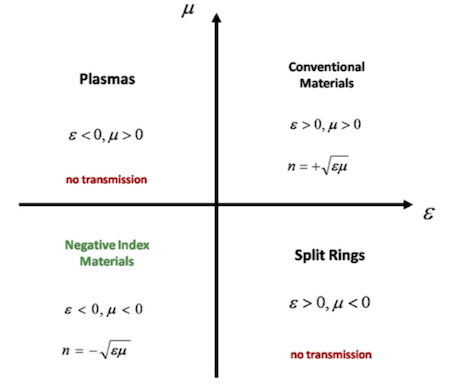 μ
Plasmas
ε < 0, μ > 0
no transmission
Conventional
Materials
ε > 0, μ > 0
n = +√εμ
ε
Negative Index
Materials
ε < 0, μ < 0
n = −√εμ
Split Rings
ε > 0, μ < 0
no transmission